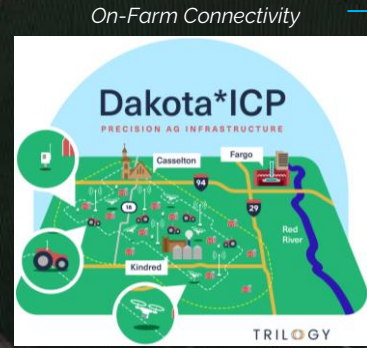 On-Farm Connectivity
Dakota*ICP
PRECISION AG INFRASTRUCTURE
Casselton
Fargo
94
18
29
Red
River
Kindred
TRILOGY